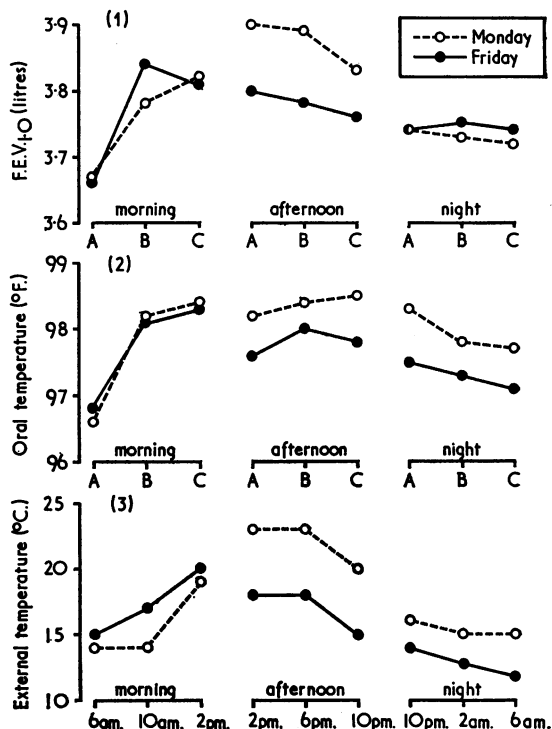 (1)
Monday
Friday
F.E.V.1·0 (litres)
3·9
3·8
3·7
3·6
morning afternoon night
A B C A B C A B C
(2)
Oral temperature (°F.)
99
98
97
96
morning afternoon night
A B C A B C A B C
(3)
External temperature (°C.)
25
20
15
10
morning afternoon night
6am. 10am. 2pm. 2pm. 6pm. 10pm. 10pm. 2am. 6am.